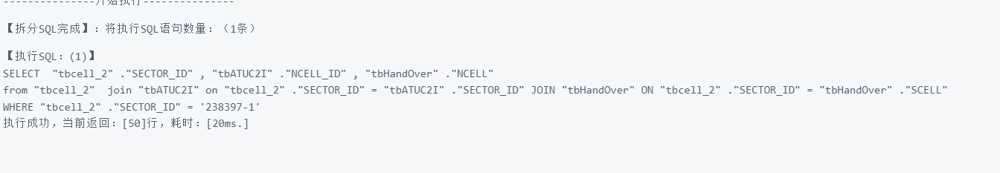 ---------------开始执行---------------
【拆分SQL完成】：将执行SQL语句数量：（1条）
【执行SQL：(1)】
SELECT  "tbcell_2" ."SECTOR_ID" , "tbATUC2I" ."NCELL_ID" , "tbHandOver" ."NCELL"
from "tbcell_2"  join "tbATUC2I" on "tbcell_2" ."SECTOR_ID" = "tbATUC2I" ."SECTOR_ID" JOIN "tbHandOver" ON "tbcell_2" ."SECTOR_ID" = "tbHandOver" ."SCELL"
WHERE "tbcell_2" ."SECTOR_ID" = '238397-1'
执行成功，当前返回：[50]行，耗时：[20ms.]